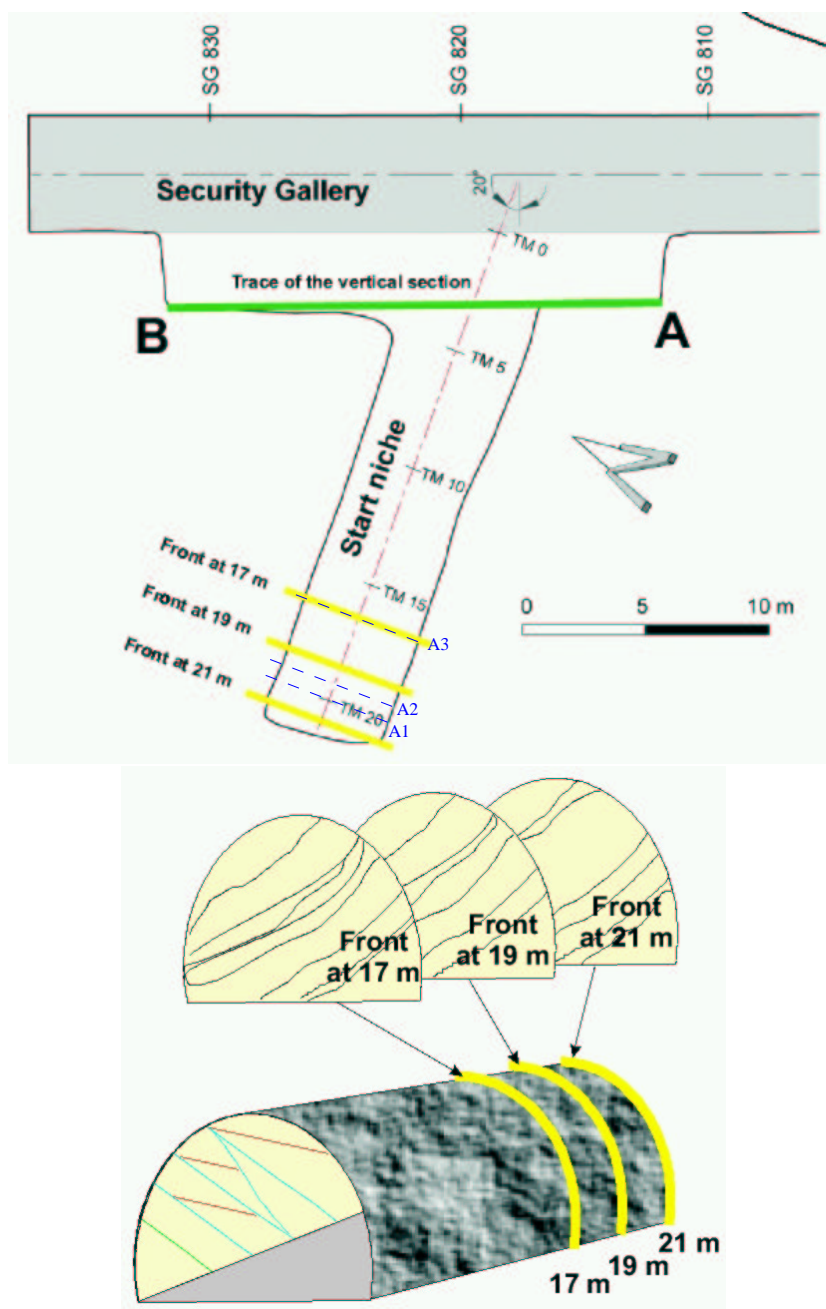 SG 830
SG 820
SG 810
Security Gallery
20°
TM 0
Trace of the vertical section
B
A
TM 5
Start niche
TM 10
Front at 17 m
TM 15
0 5 10 m
Front at 19 m
A3
Front at 21 m
TM 20
A2
A1
Front
at 17 m
Front
at 19 m
Front
at 21 m
17 m
19 m
21 m